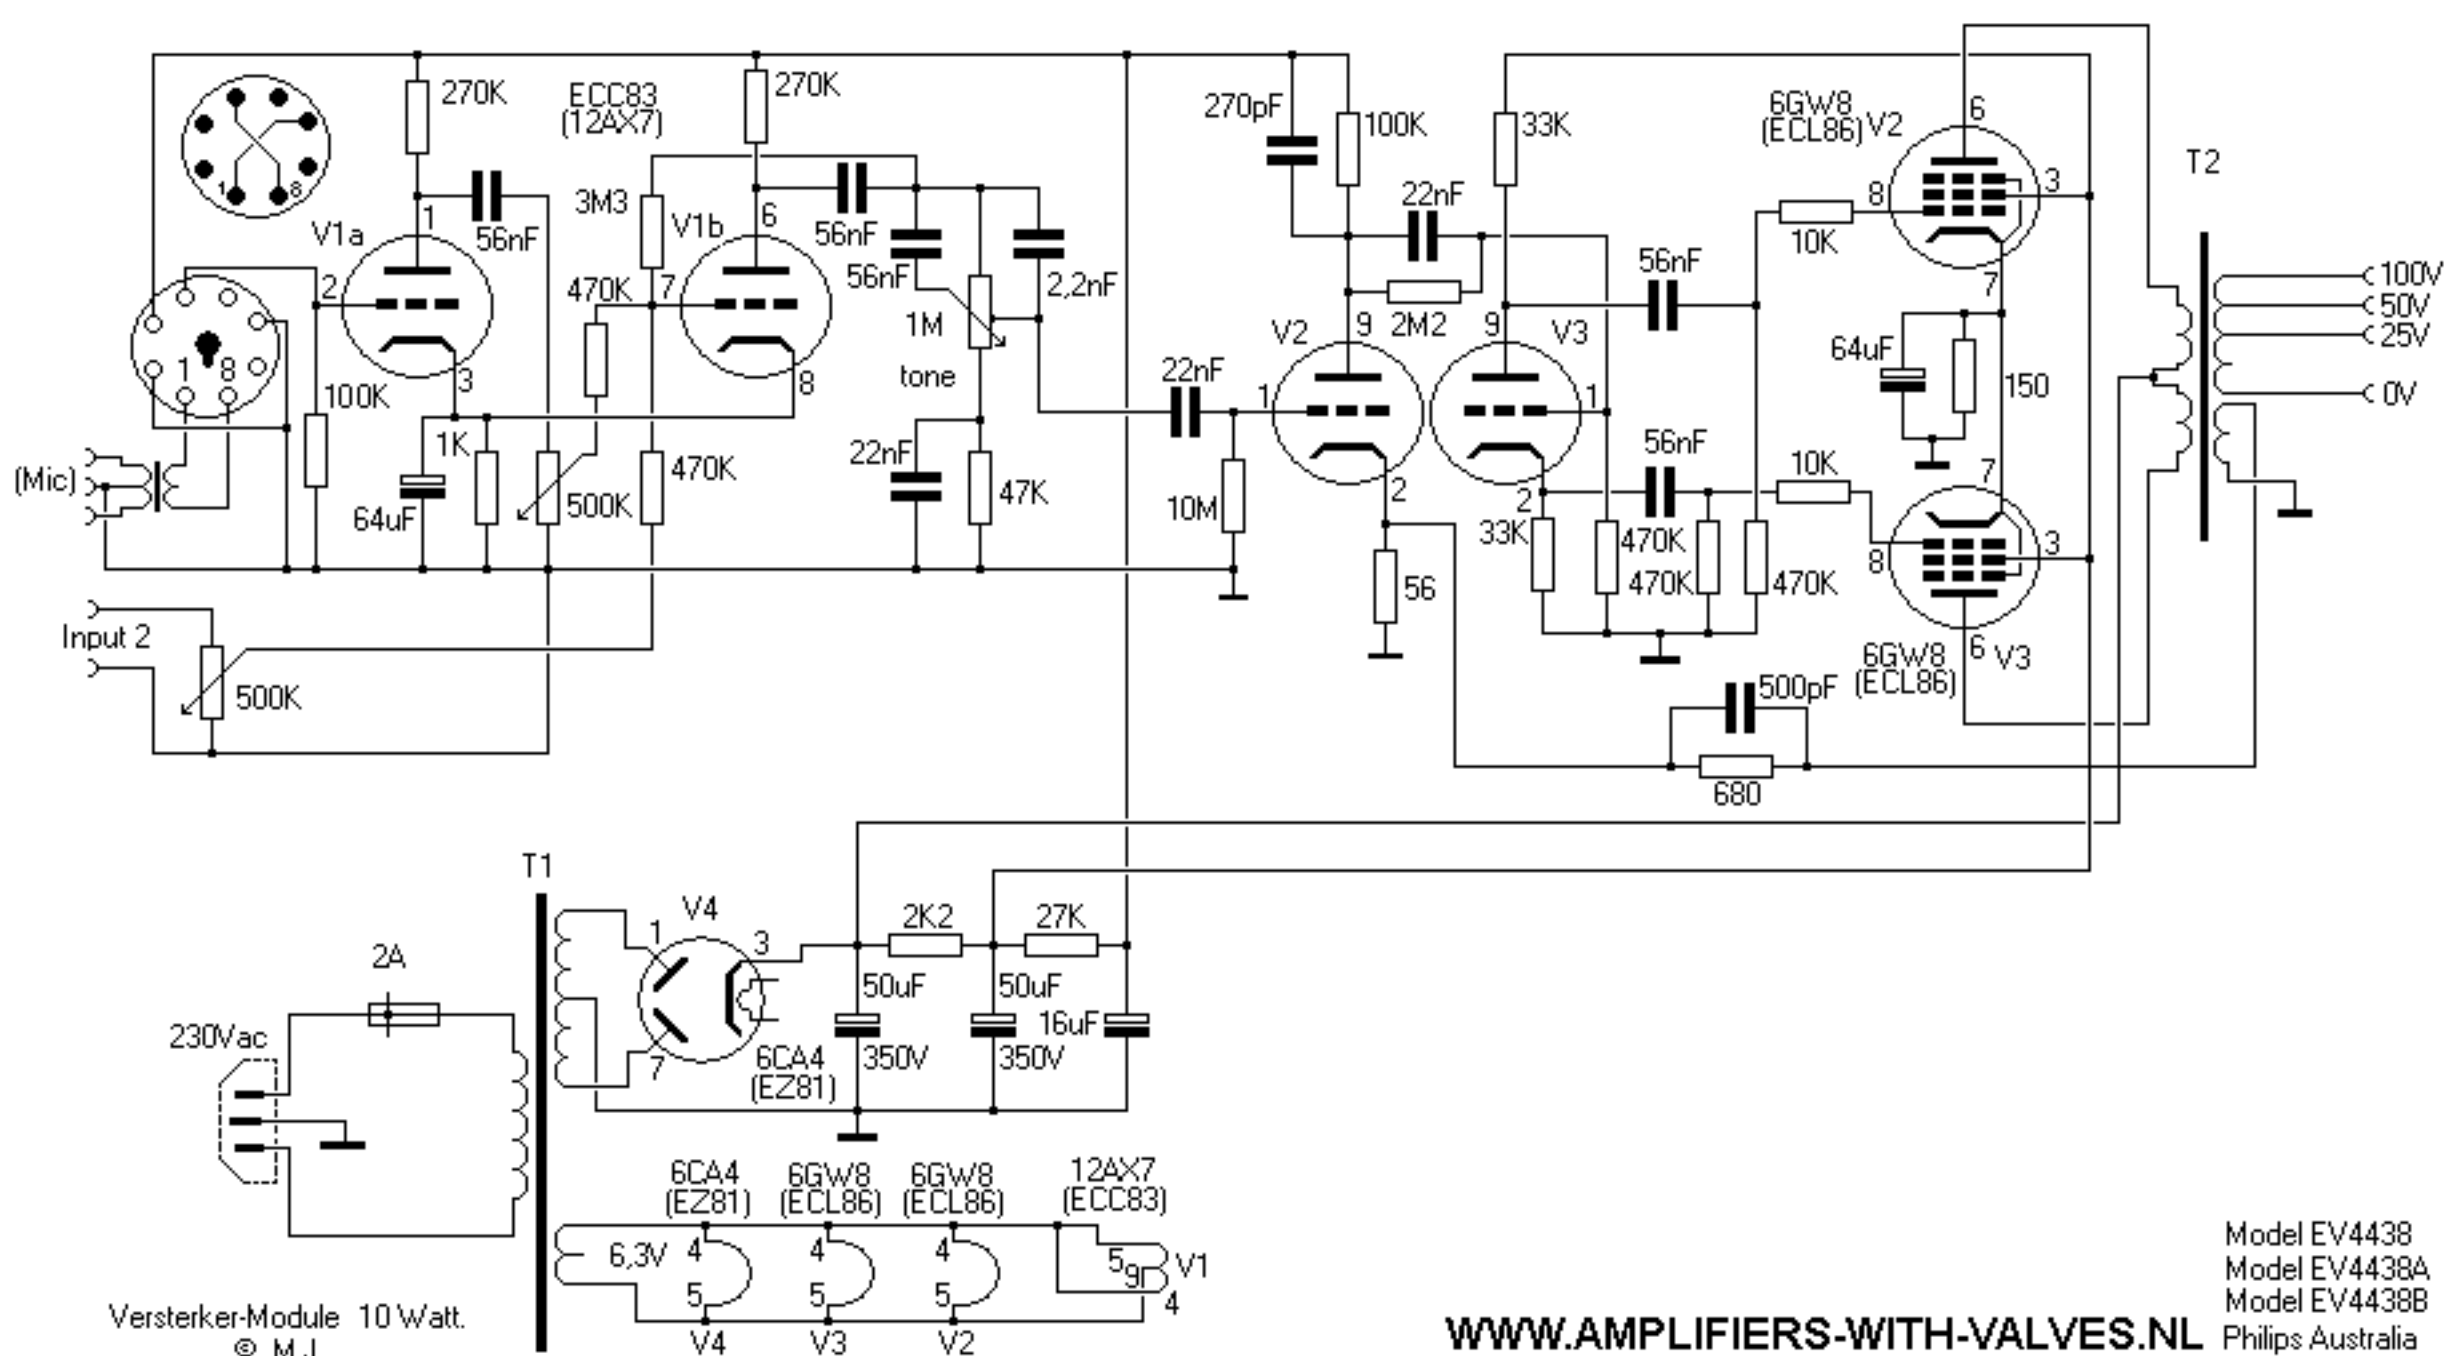 270K
ECC83
(12AX7)
270K
270pF
100K
33K
6GW8
(ECL86)
V2
6
T2
1
8
V1a
1
56nF
3M3
V1b
6
56nF
56nF
22nF
8
3
10K
2
470K
7
1M
2,2nF
56nF
7
100V
50V
25V
0V
1
8
3
8
tone
V2
9
2M2
9
V3
64uF
150
100K
22nF
1
1
1K
(Mic)
64uF
500K
470K
22nF
47K
10M
2
56nF
2
33K
10K
7
8
3
470K
470K
470K
56
Input 2
500K
6GW8
(ECL86)
6
V3
500pF
680
T1
V4
1
3
7
2K2
27K
2A
50uF
50uF
16uF
350V
350V
230Vac
6CA4
(EZ81)
6CA4
(EZ81)
6GW8
(ECL86)
6GW8
(ECL86)
12AX7
(ECC83)
6,3V
4
4
4
5
9
V1
5
5
5
4
V4
V3
V2
Versterker-Module 10 Watt.
© M.J.
Model EV4438
Model EV4438A
Model EV4438B
WWW.AMPLIFIERS-WITH-VALVES.NL
Philips Australia